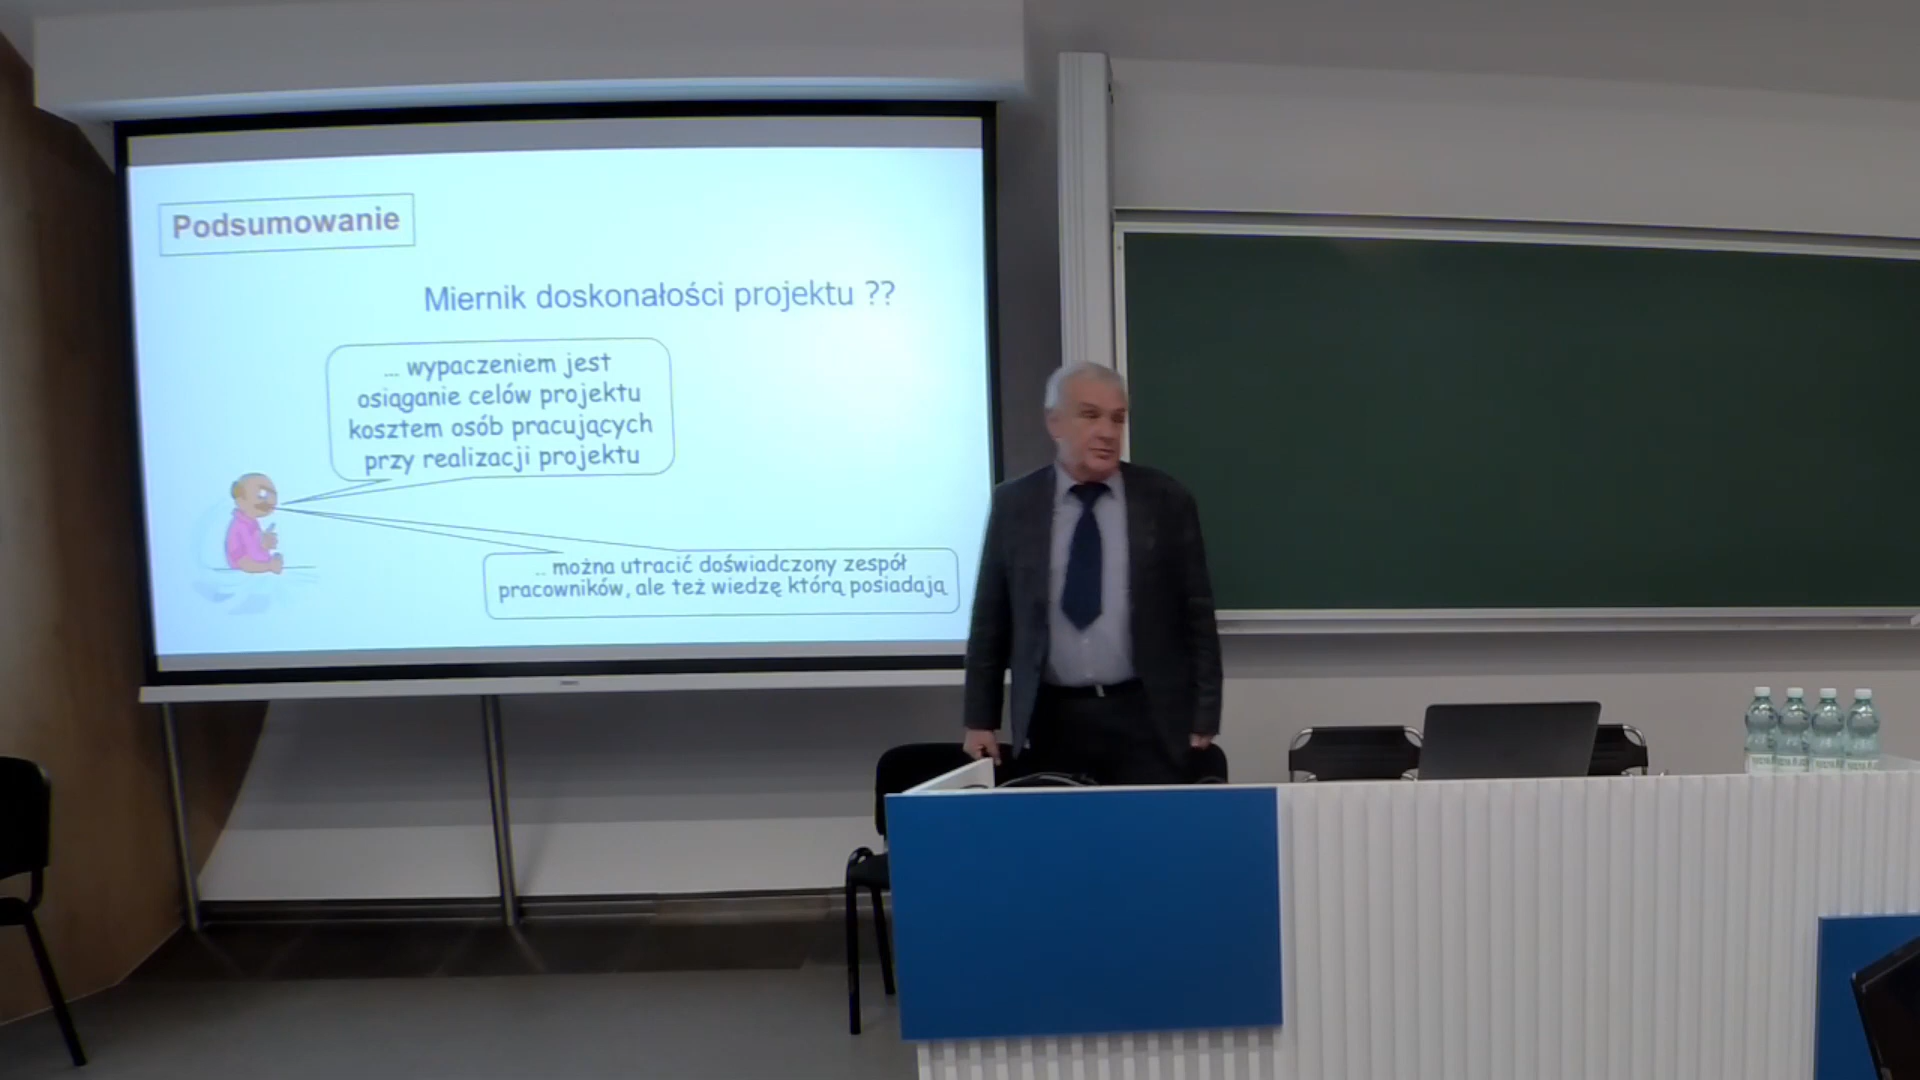 Podsumowanie
Miernik doskonałości projektu ??
... wypaczeniem jest
osiąganie celów projektu
kosztem osób pracujących
przy realizacji projektu
.. można utracić doświadczony zespół
pracowników, ale też wiedzę którą posiadają